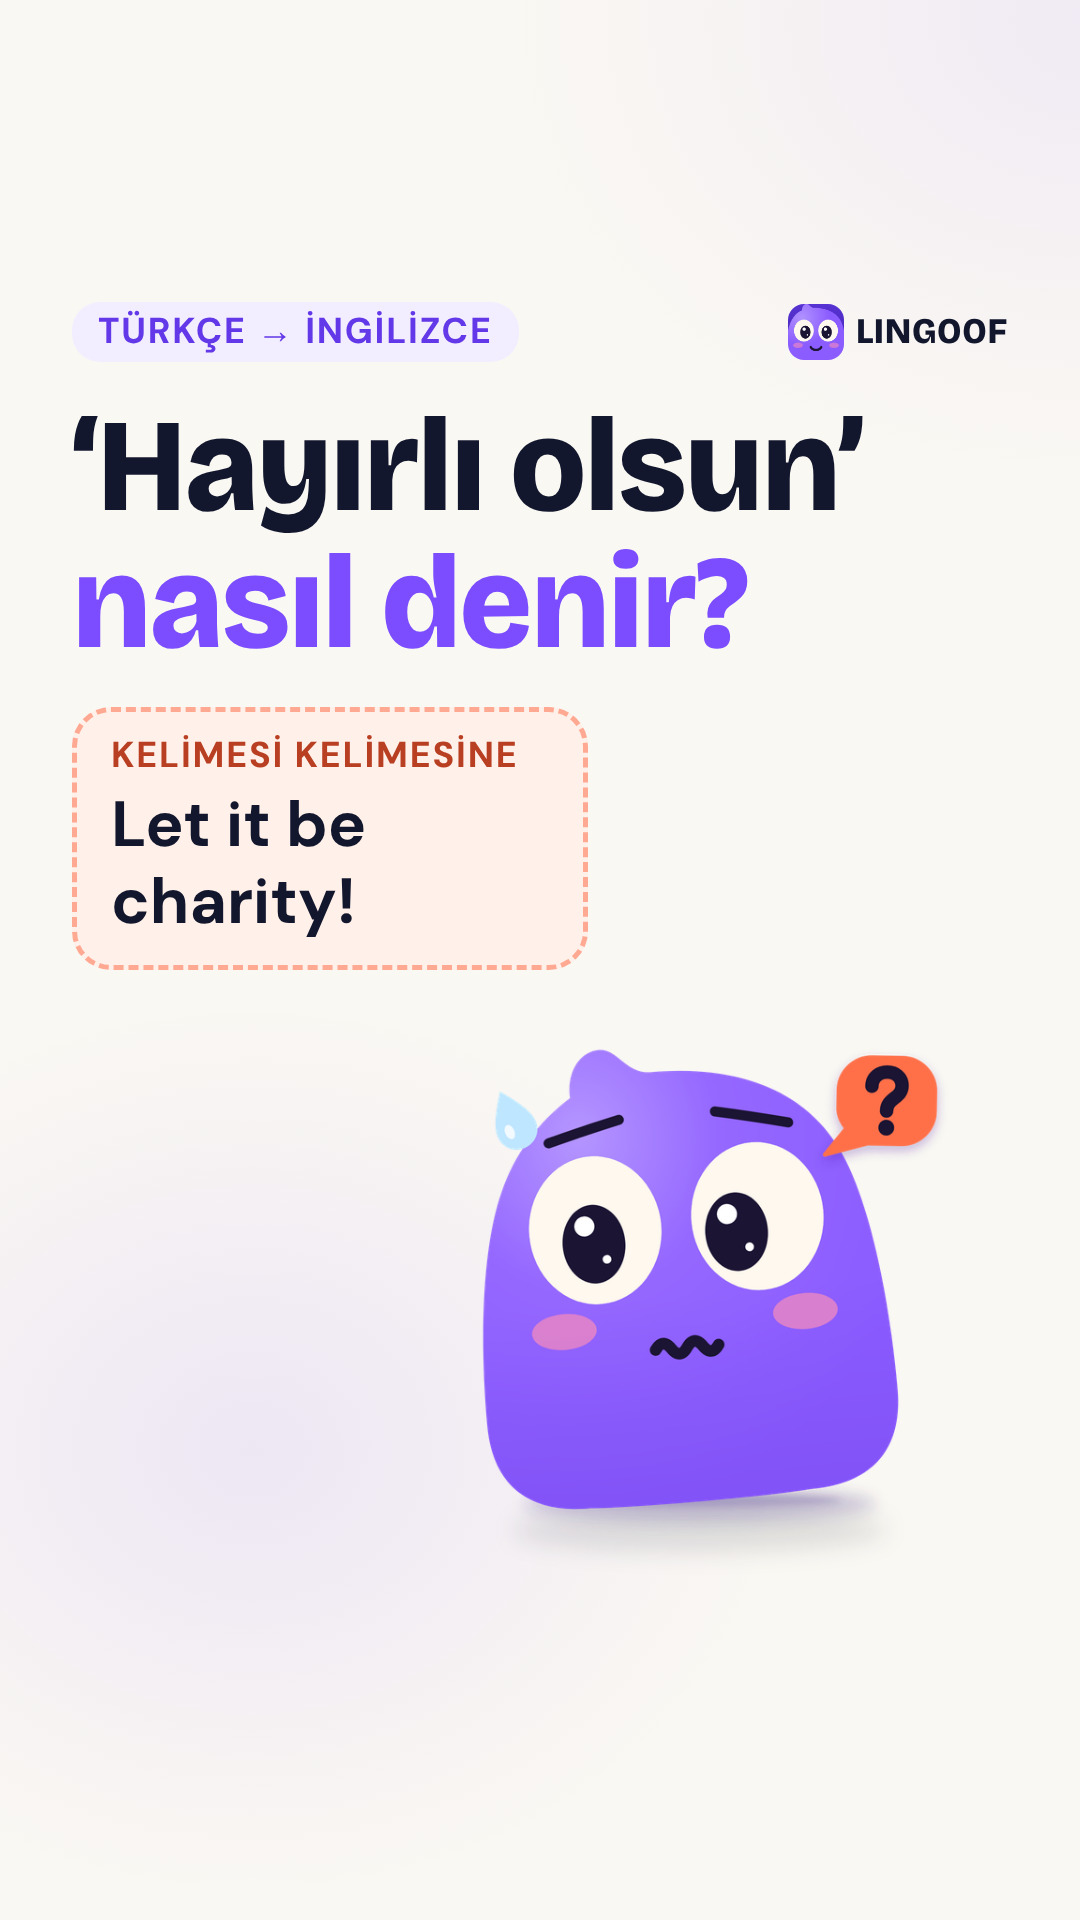 TÜRKÇE → İNGİLİZCE
LINGOOF
‘Hayırlı olsun’
nasıl denir?
KELİMESİ KELİMESİNE
Let it be
charity!
?